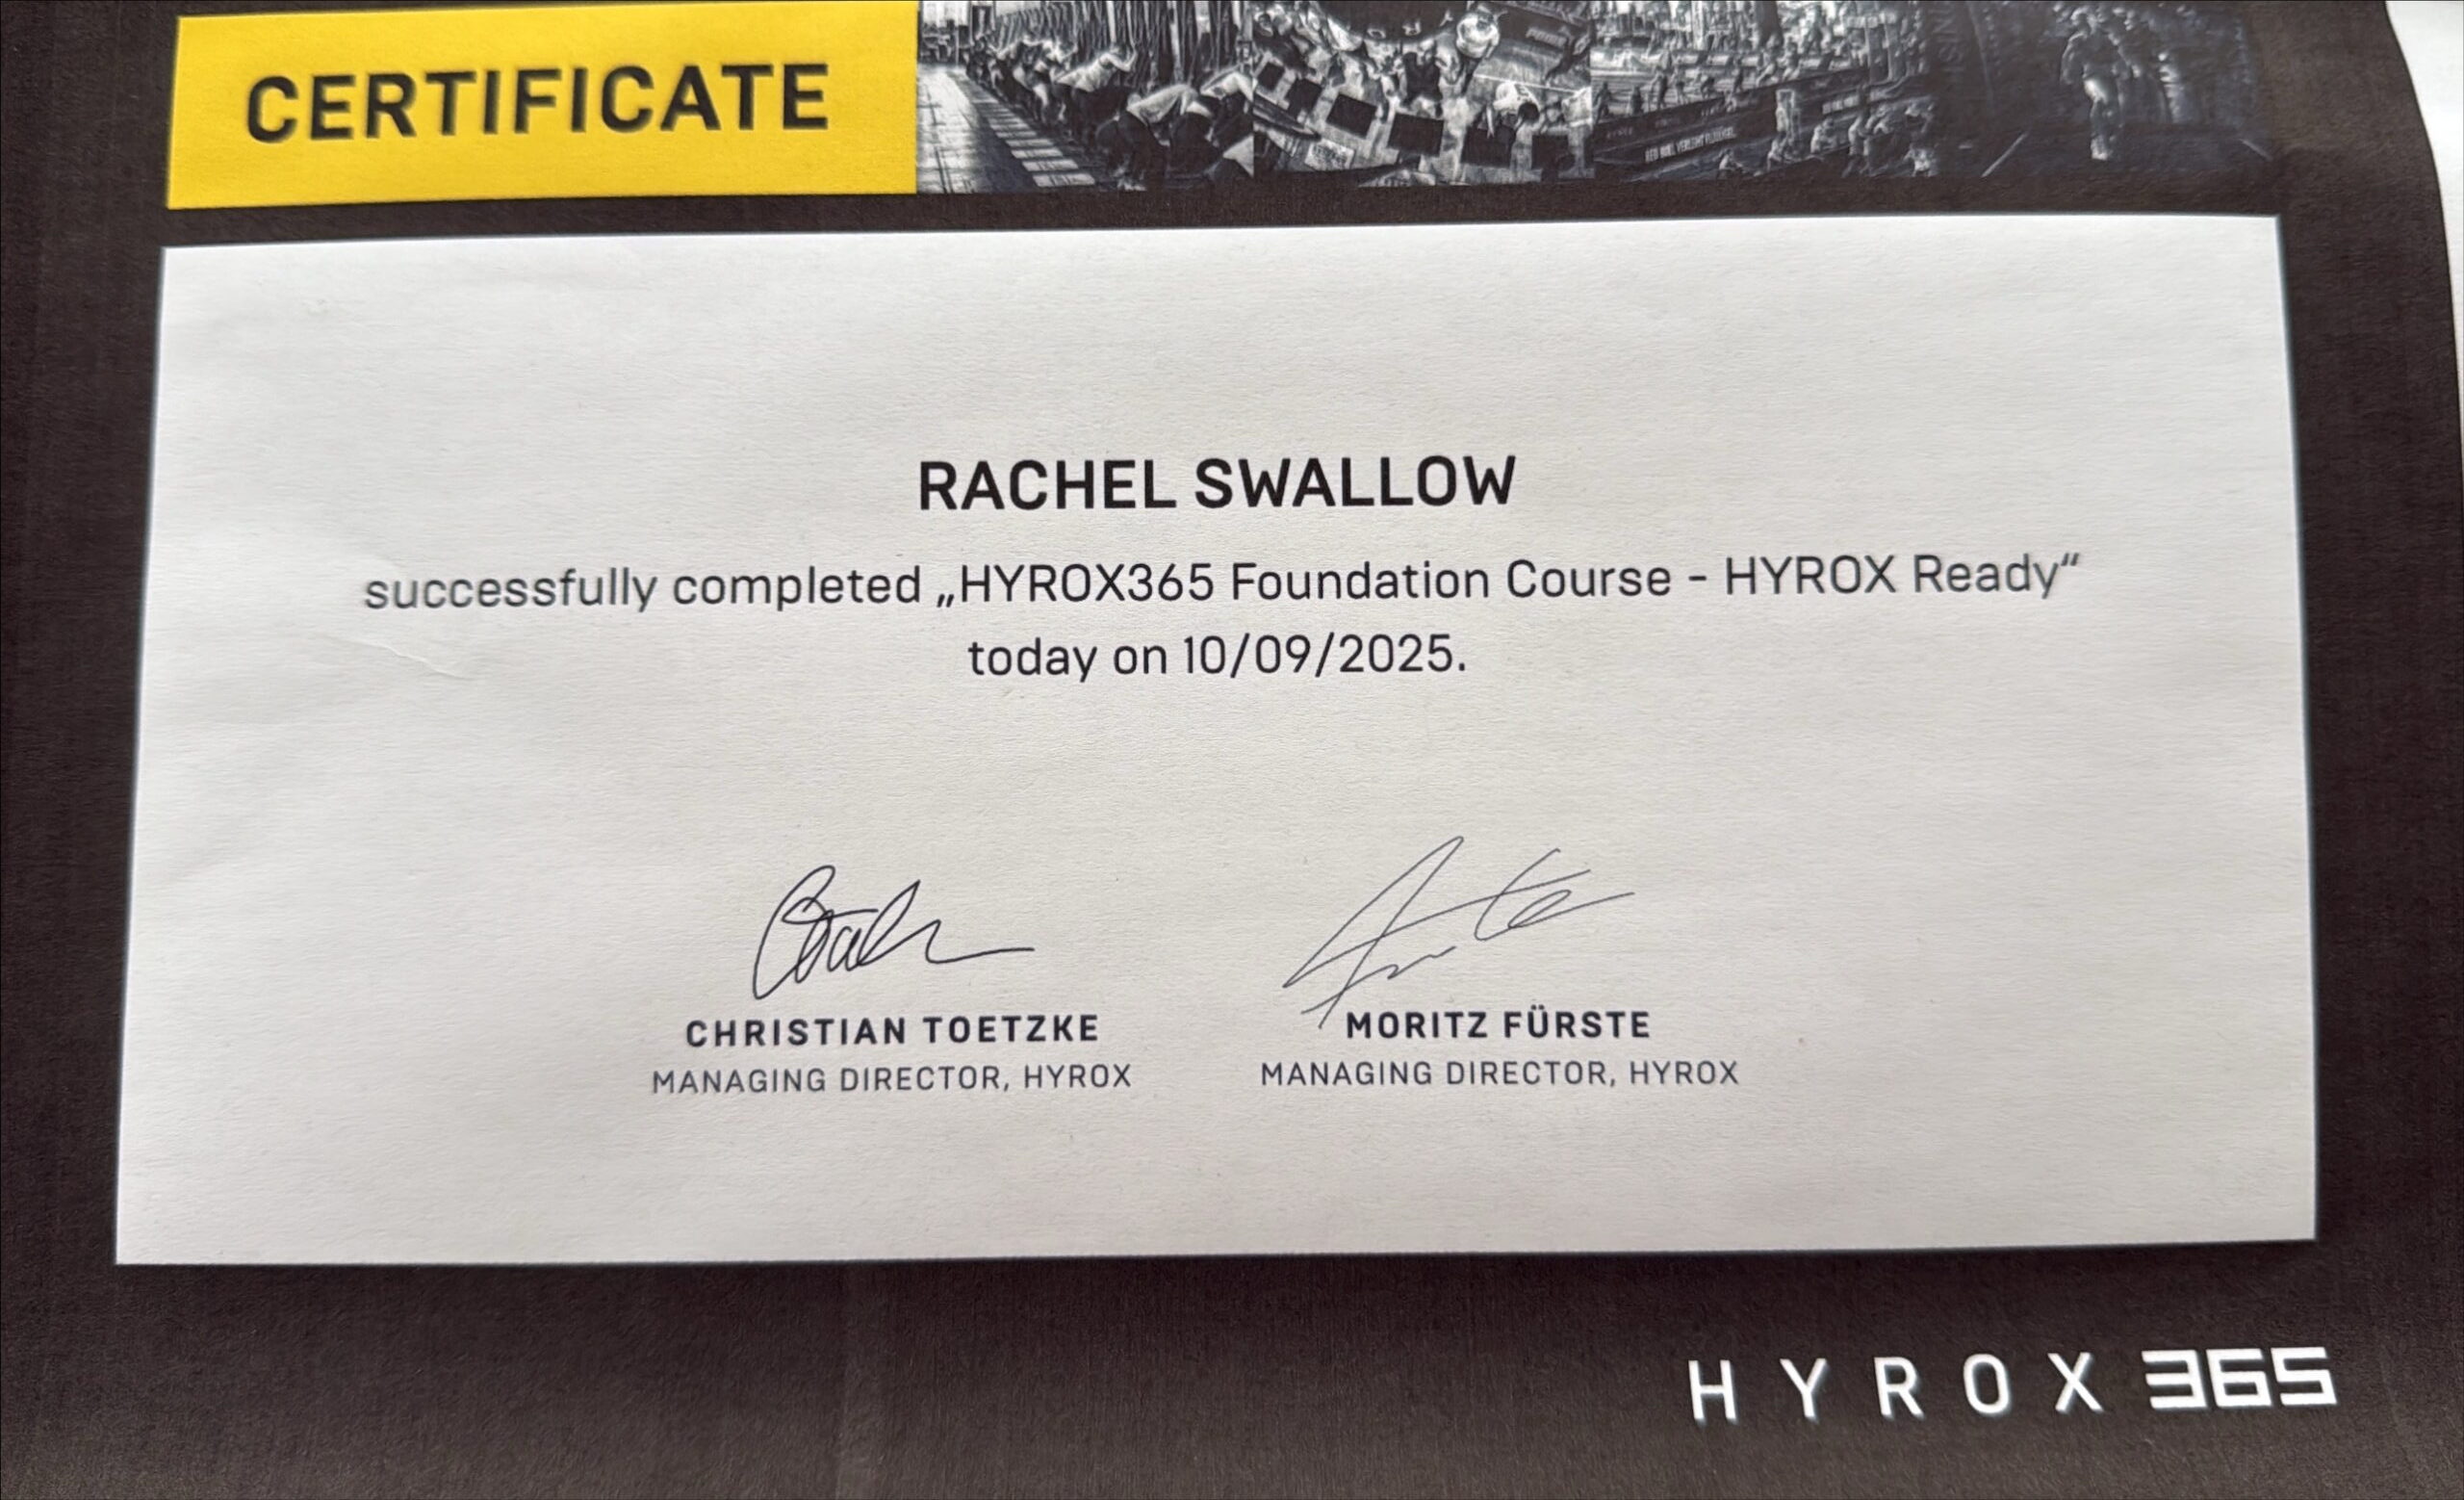 CERTIFICATE
RACHEL SWALLOW
successfully completed „HYROX365 Foundation Course - HYROX Ready“
today on 10/09/2025.
CHRISTIAN TOETZKE
MORITZ FÜRSTE
MANAGING DIRECTOR, HYROX
MANAGING DIRECTOR, HYROX
HYROX 365